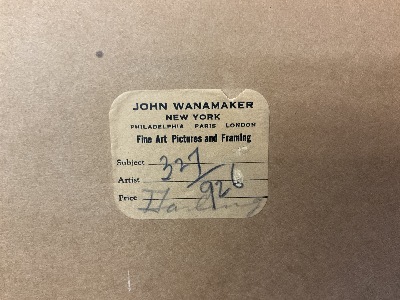 JOHN WANAMAKER
NEW YORK
PHILADELPHIA PARIS LONDON
Fine Art Pictures and Framing
Subject 327/
Artist 926
Price